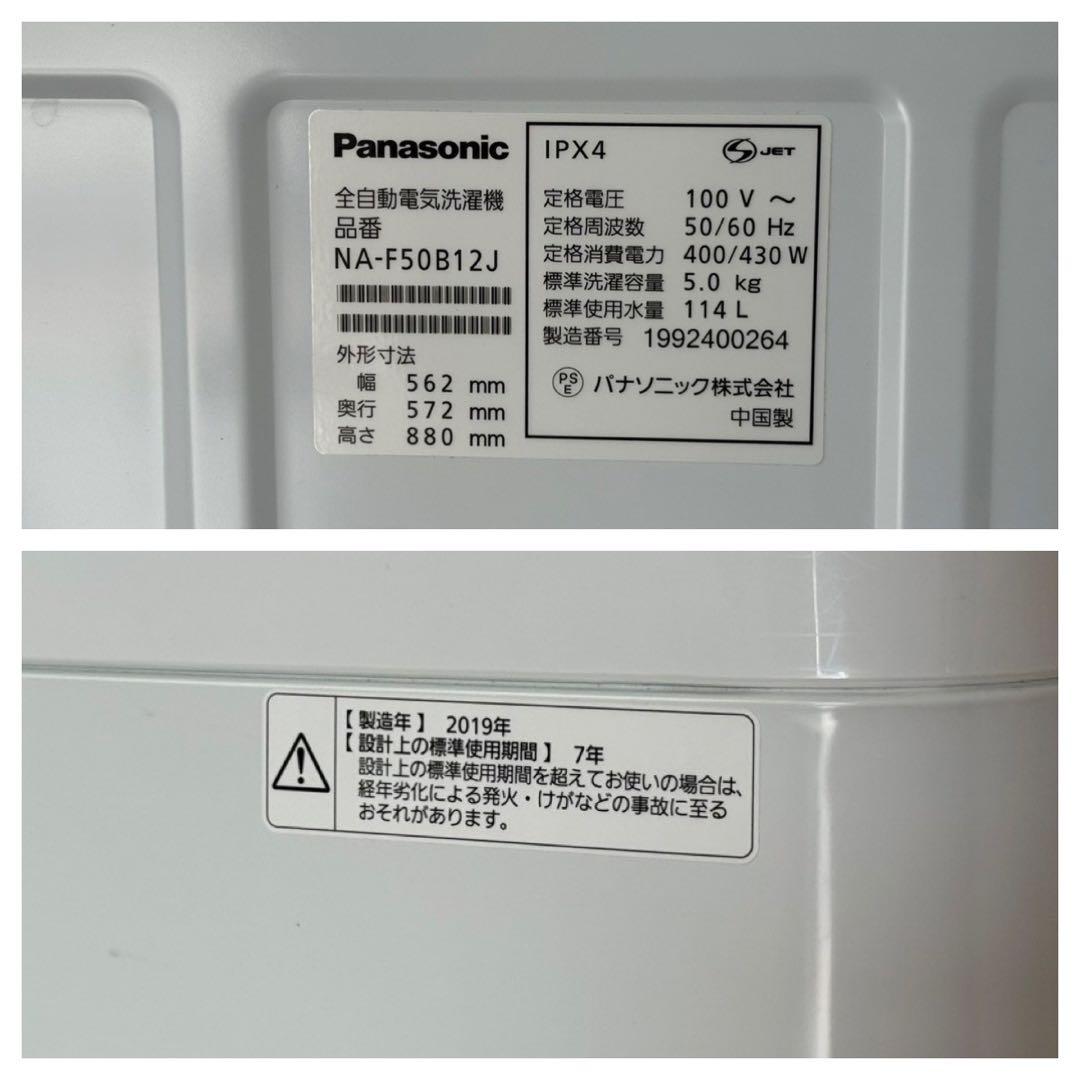 Panasonic
全自動電気洗濯機
品番
NA-F50B12J
外形寸法
幅 562 mm
奥行 572 mm
高さ 880 mm
IPX4
S JET
定格電圧 100 V ～
定格周波数 50/60 Hz
定格消費電力 400/430 W
標準洗濯容量 5.0 kg
標準使用水量 114 L
製造番号 1992400264
PS
E
パナソニック株式会社
中国製
【製造年】 2019年
【設計上の標準使用期間】 7年
設計上の標準使用期間を超えてお使いの場合は、
経年劣化による発火・けがなどの事故に至る
おそれがあります。